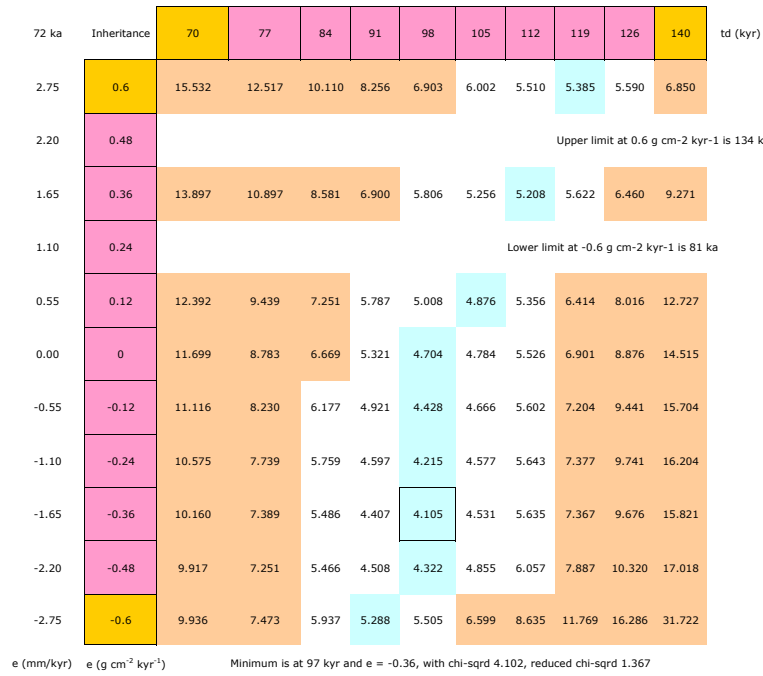 72 ka Inheritance 70 77 84 91 98 105 112 119 126 140 td (kyr)
2.75 0.6 15.532 12.517 10.110 8.256 6.903 6.002 5.510 5.385 5.590 6.850
2.20 0.48 Upper limit at 0.6 g cm-2 kyr-1 is 134 k
1.65 0.36 13.897 10.897 8.581 6.900 5.806 5.256 5.208 5.622 6.460 9.271
1.10 0.24 Lower limit at -0.6 g cm-2 kyr-1 is 81 ka
0.55 0.12 12.392 9.439 7.251 5.787 5.008 4.876 5.356 6.414 8.016 12.727
0.00 0 11.699 8.783 6.669 5.321 4.704 4.784 5.526 6.901 8.876 14.515
-0.55 -0.12 11.116 8.230 6.177 4.921 4.428 4.666 5.602 7.204 9.441 15.704
-1.10 -0.24 10.575 7.739 5.759 4.597 4.215 4.577 5.643 7.377 9.741 16.204
-1.65 -0.36 10.160 7.389 5.486 4.407 4.105 4.531 5.635 7.367 9.676 15.821
-2.20 -0.48 9.917 7.251 5.466 4.508 4.322 4.855 6.057 7.887 10.320 17.018
-2.75 -0.6 9.936 7.473 5.937 5.288 5.505 6.599 8.635 11.769 16.286 31.722
e (mm/kyr) e (g cm⁻² kyr⁻¹) Minimum is at 97 kyr and e = -0.36, with chi-sqrd 4.102, reduced chi-sqrd 1.367